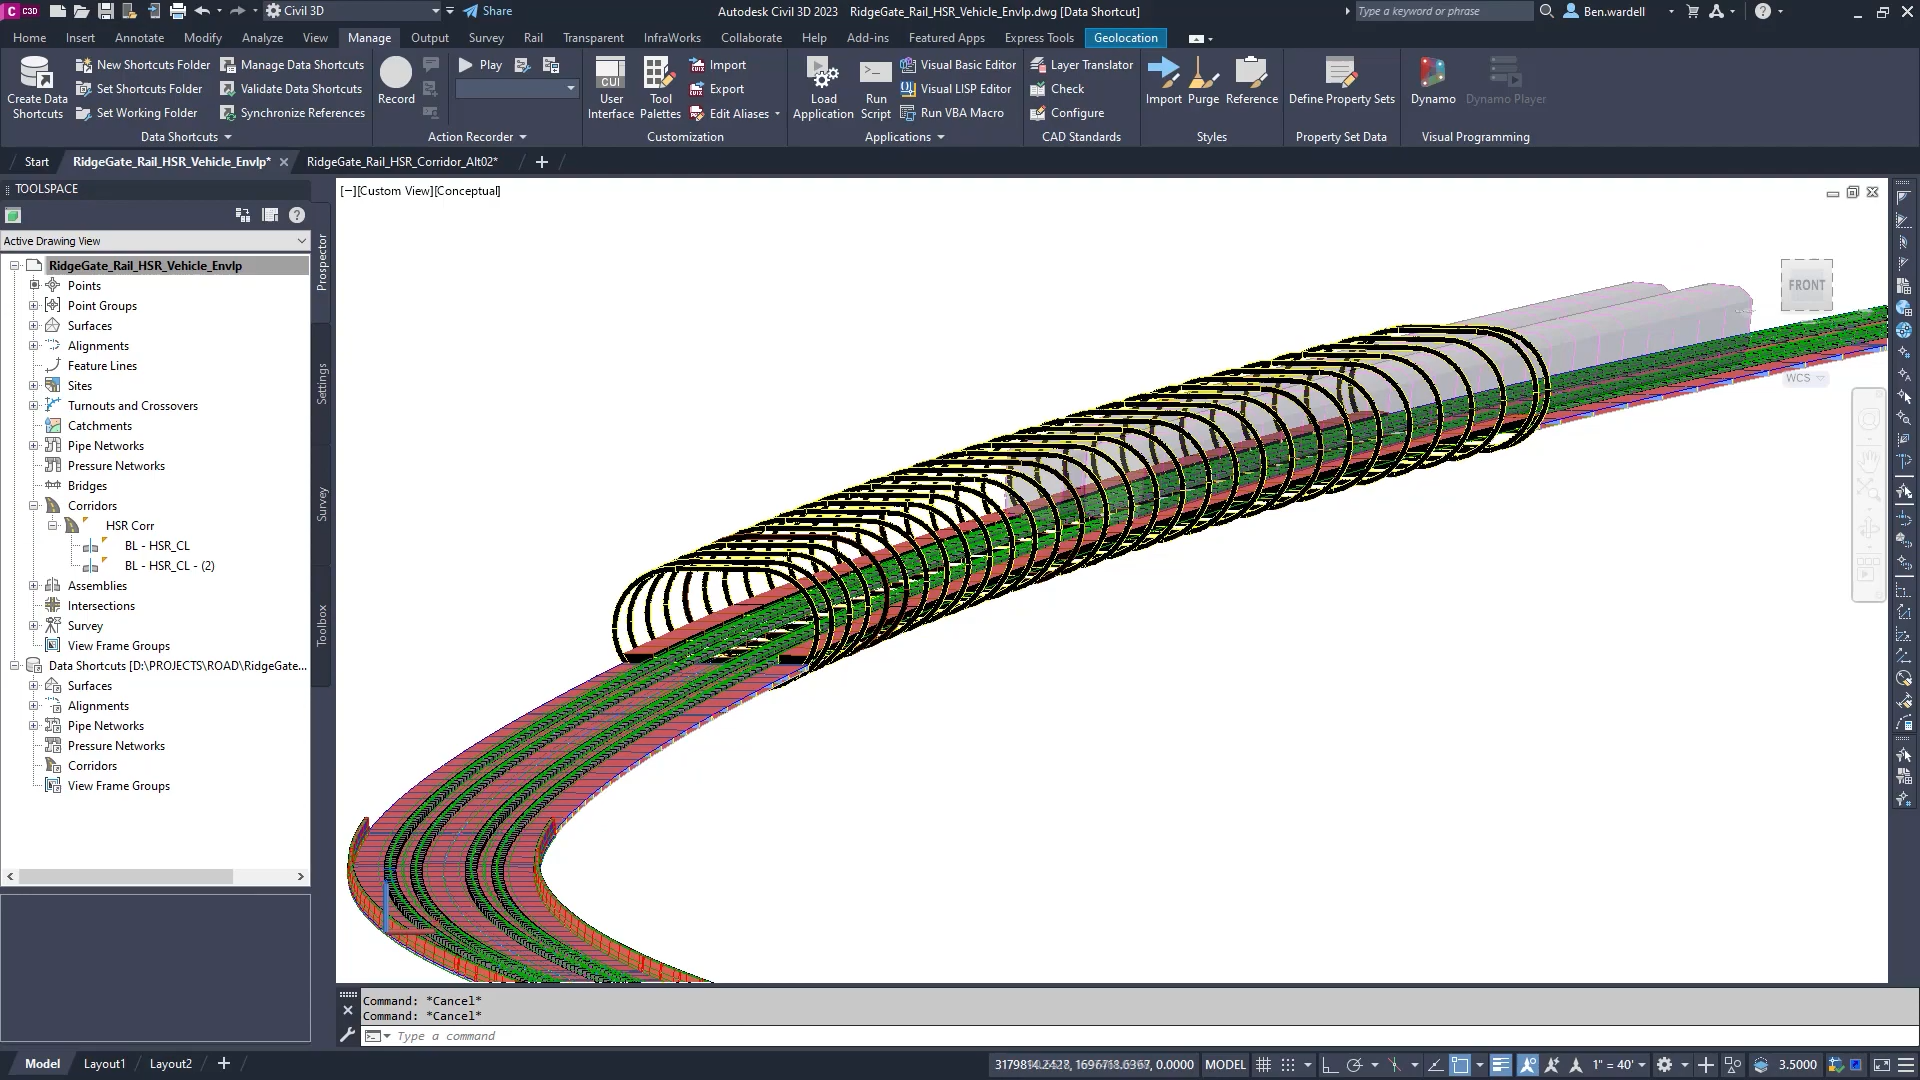 C C3D Civil 3D Share Autodesk Civil 3D 2023 RidgeGate_Rail_HSR_Vehicle_Envlp.dwg [Data Shortcut] Type a keyword or phrase Ben.wardell
Home Insert Annotate Modify Analyze View Manage Output Survey Rail Transparent InfraWorks Collaborate Help Add-ins Featured Apps Express Tools Geolocation
New Shortcuts Folder Manage Data Shortcuts Play Import Visual Basic Editor Layer Translator
Create Data Shortcuts Set Shortcuts Folder Validate Data Shortcuts Record CUI User Interface Tool Palettes Export Load Application Run Script Visual LISP Editor Check Import Purge Reference Define Property Sets Dynamo Dynamo Player
Set Working Folder Synchronize References Edit Aliases Run VBA Macro Configure
Data Shortcuts Action Recorder Customization Applications CAD Standards Styles Property Set Data Visual Programming
Start RidgeGate_Rail_HSR_Vehicle_Envlp* RidgeGate_Rail_HSR_Corridor_Alt02*
TOOLSPACE
[−][Custom View][Conceptual]
Active Drawing View
RidgeGate_Rail_HSR_Vehicle_Envlp
Points
Point Groups
Surfaces
Alignments
Feature Lines
Sites
Turnouts and Crossovers
Catchments
Pipe Networks
Pressure Networks
Bridges
Corridors
HSR Corr
BL - HSR_CL
BL - HSR_CL - (2)
Assemblies
Intersections
Survey
View Frame Groups
Data Shortcuts [D:\PROJECTS\ROAD\RidgeGate...
Surfaces
Alignments
Pipe Networks
Pressure Networks
Corridors
View Frame Groups
Prospector
Settings
Survey
Toolbox
FRONT
WCS
Command: *Cancel*
Command: *Cancel*
Type a command
Model Layout1 Layout2 MODEL 1" = 40' 3.5000